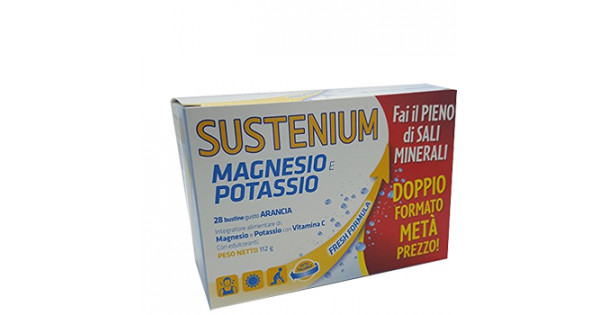 SUSTENIUM
MAGNESIO E
POTASSIO
28 bustine gusto ARANCIA
Integratore alimentare di
Magnesio e Potassio con Vitamina C
Con edulcoranti.
PESO NETTO 112 g
FRESH FORMULA
Fai il PIENO
di SALI
MINERALI
DOPPIO
FORMATO
METÀ
PREZZO!